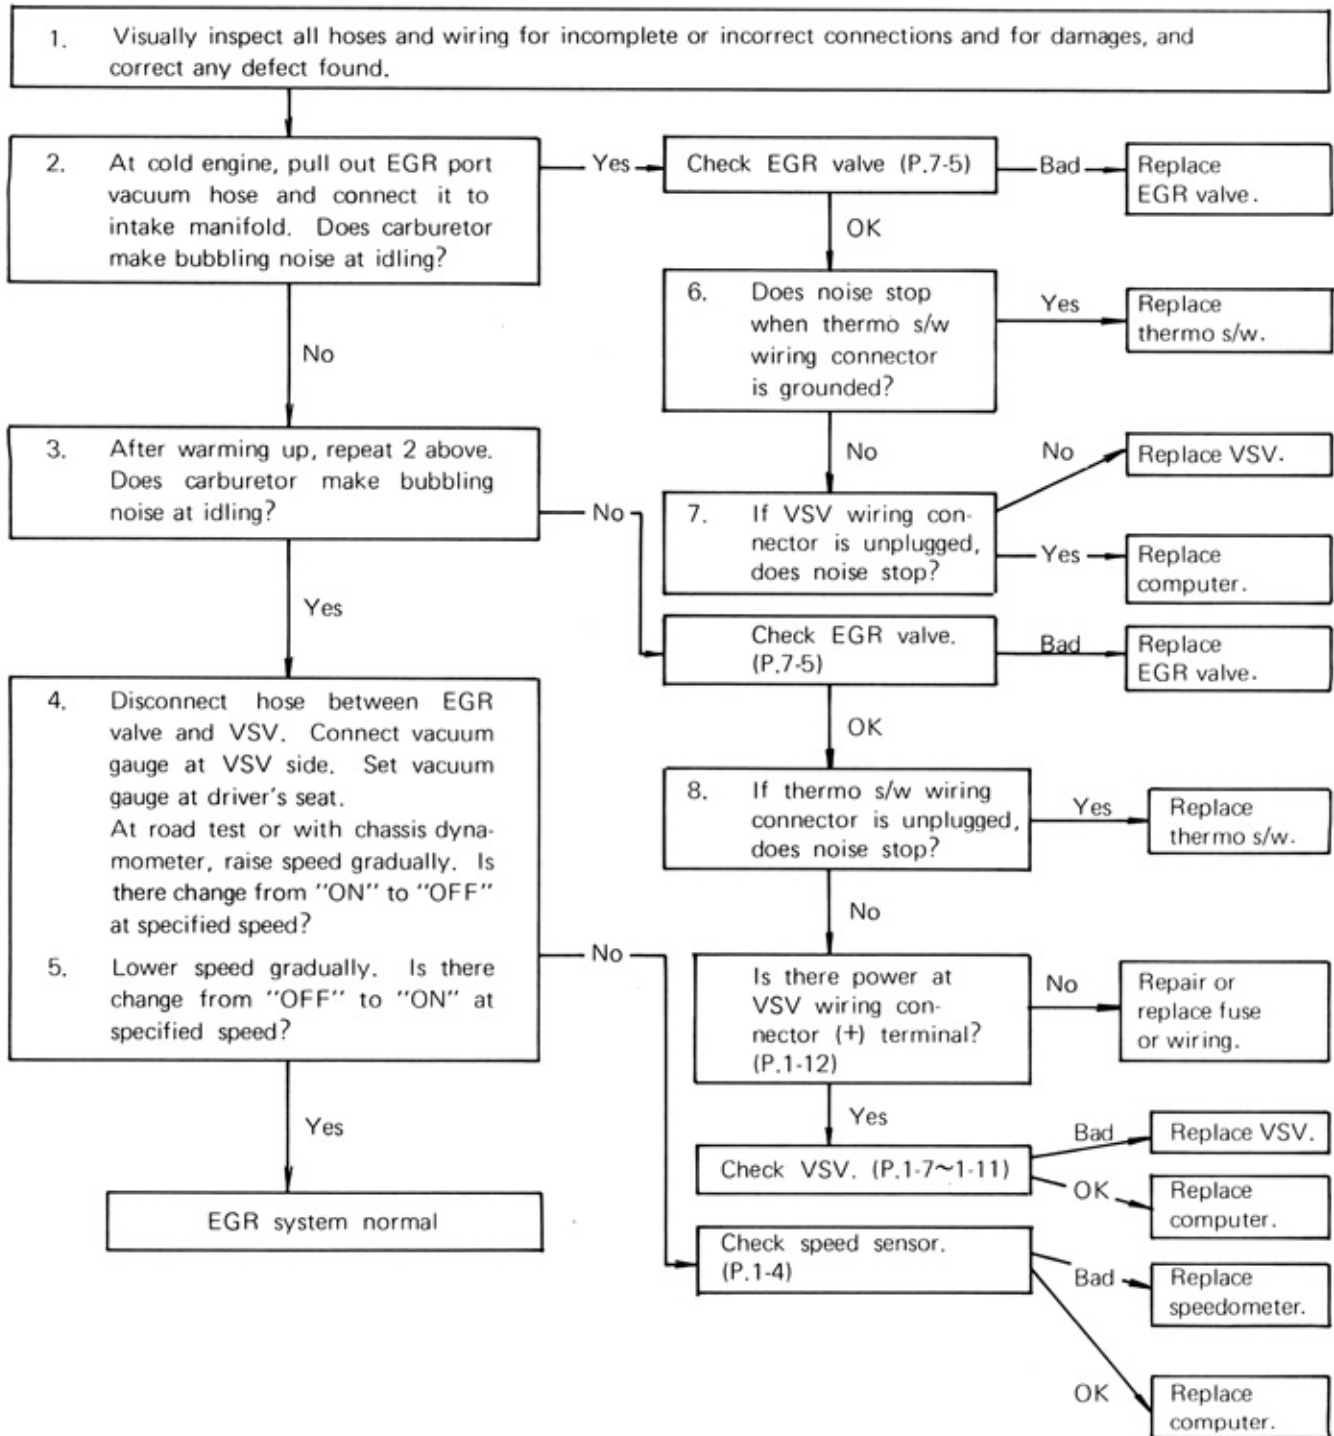 1. Visually inspect all hoses and wiring for incomplete or incorrect connections and for damages, and
correct any defect found.
2. At cold engine, pull out EGR port
vacuum hose and connect it to
intake manifold. Does carburetor
make bubbling noise at idling?
Yes
Check EGR valve (P.7-5)
Bad
Replace
EGR valve.
OK
6. Does noise stop
when thermo s/w
wiring connector
is grounded?
Yes
Replace
thermo s/w.
No
No
3. After warming up, repeat 2 above.
Does carburetor make bubbling
noise at idling?
No
7. If VSV wiring con-
nector is unplugged,
does noise stop?
No
Replace VSV.
Yes
Replace
computer.
Yes
Check EGR valve.
(P.7-5)
Bad
Replace
EGR valve.
OK
4. Disconnect hose between EGR
valve and VSV. Connect vacuum
gauge at VSV side. Set vacuum
gauge at driver's seat.
At road test or with chassis dyna-
mometer, raise speed gradually. Is
there change from "ON" to "OFF"
at specified speed?
5. Lower speed gradually. Is there
change from "OFF" to "ON" at
specified speed?
No
8. If thermo s/w wiring
connector is unplugged,
does noise stop?
Yes
Replace
thermo s/w.
No
Is there power at
VSV wiring con-
nector (+) terminal?
(P.1-12)
No
Repair or
replace fuse
or wiring.
Yes
Check VSV. (P.1-7~1-11)
Bad
Replace VSV.
OK
Replace
computer.
Yes
EGR system normal
Check speed sensor.
(P.1-4)
Bad
Replace
speedometer.
OK
Replace
computer.